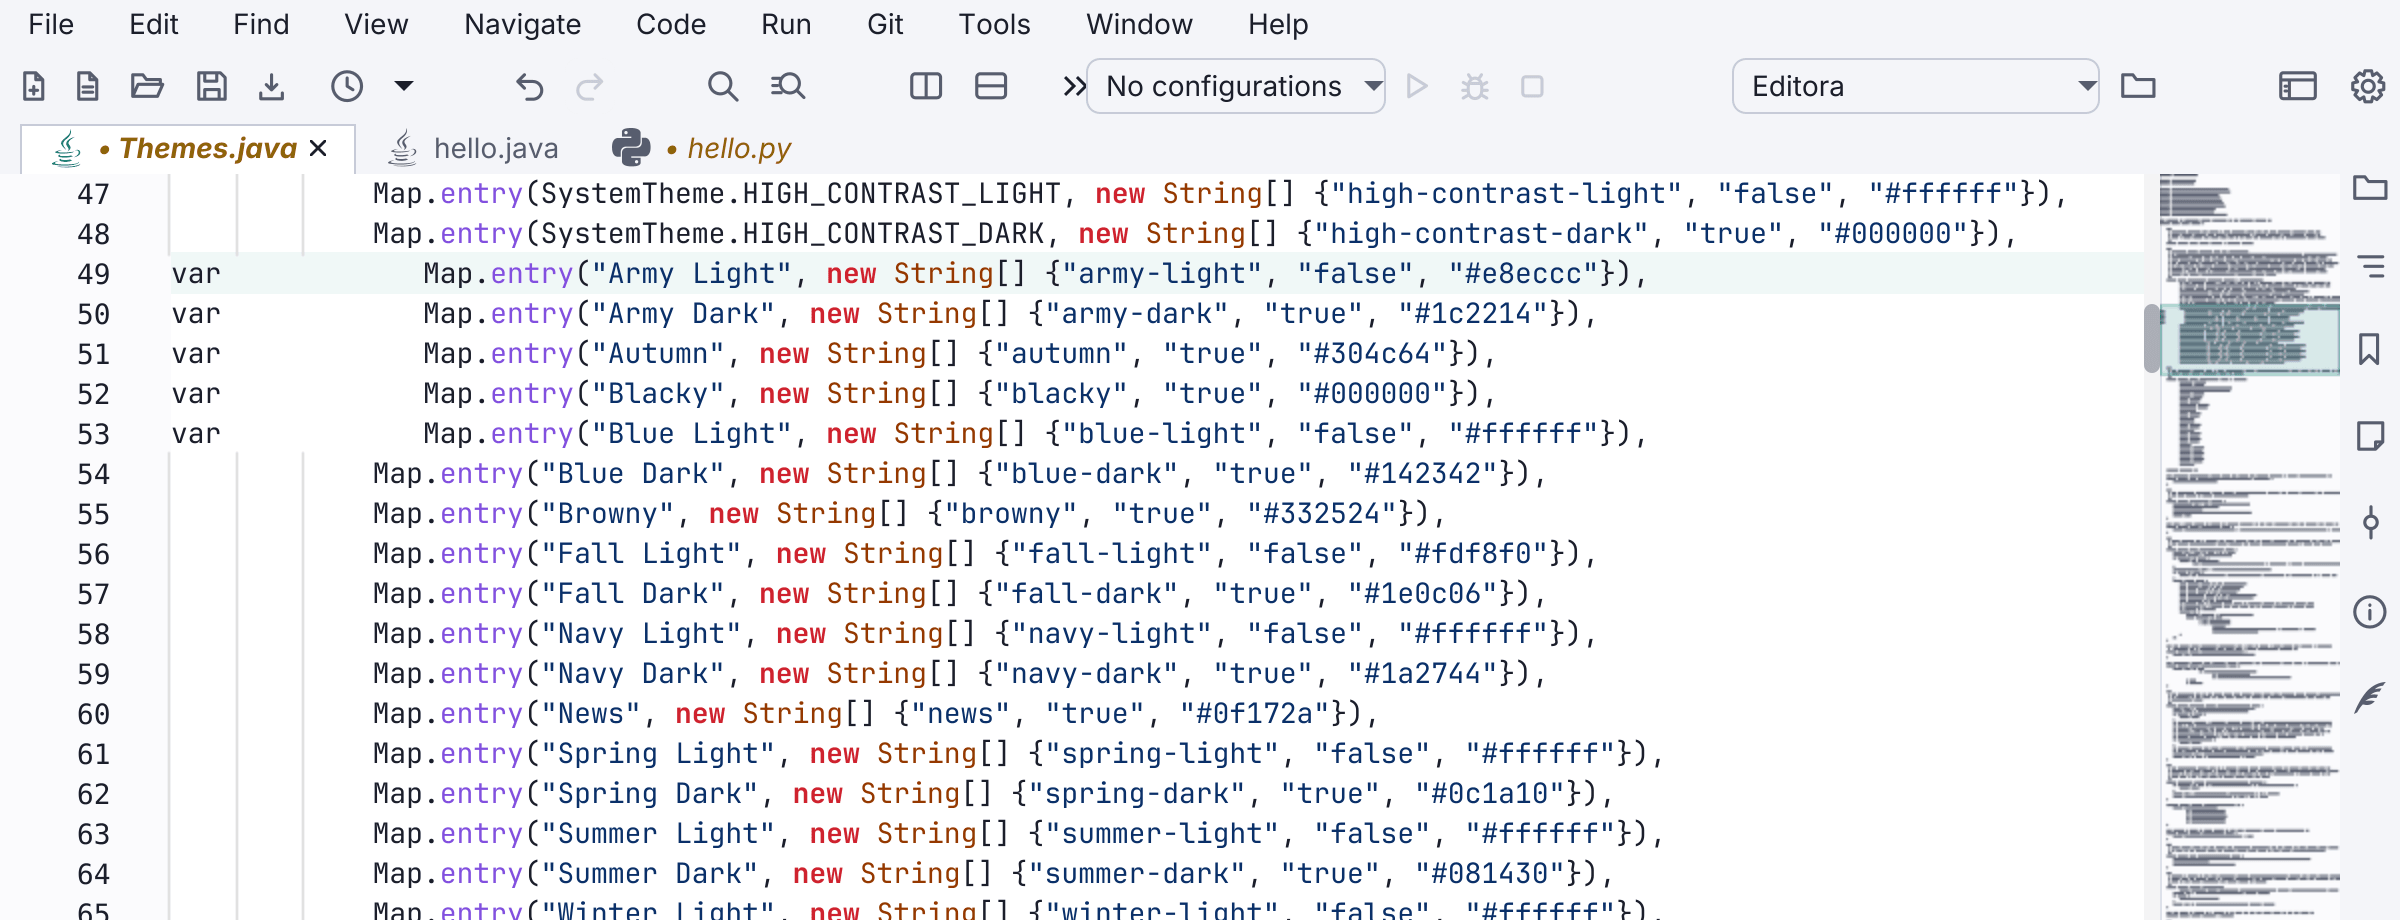 File Edit Find View Navigate Code Run Git Tools Window Help
No configurations Editora
• Themes.java hello.java • hello.py
47 Map.entry(SystemTheme.HIGH_CONTRAST_LIGHT, new String[] {"high-contrast-light", "false", "#ffffff"}),
48 Map.entry(SystemTheme.HIGH_CONTRAST_DARK, new String[] {"high-contrast-dark", "true", "#000000"}),
49 var Map.entry("Army Light", new String[] {"army-light", "false", "#e8eccc"}),
50 var Map.entry("Army Dark", new String[] {"army-dark", "true", "#1c2214"}),
51 var Map.entry("Autumn", new String[] {"autumn", "true", "#304c64"}),
52 var Map.entry("Blacky", new String[] {"blacky", "true", "#000000"}),
53 var Map.entry("Blue Light", new String[] {"blue-light", "false", "#ffffff"}),
54 Map.entry("Blue Dark", new String[] {"blue-dark", "true", "#142342"}),
55 Map.entry("Browny", new String[] {"browny", "true", "#332524"}),
56 Map.entry("Fall Light", new String[] {"fall-light", "false", "#fdf8f0"}),
57 Map.entry("Fall Dark", new String[] {"fall-dark", "true", "#1e0c06"}),
58 Map.entry("Navy Light", new String[] {"navy-light", "false", "#ffffff"}),
59 Map.entry("Navy Dark", new String[] {"navy-dark", "true", "#1a2744"}),
60 Map.entry("News", new String[] {"news", "true", "#0f172a"}),
61 Map.entry("Spring Light", new String[] {"spring-light", "false", "#ffffff"}),
62 Map.entry("Spring Dark", new String[] {"spring-dark", "true", "#0c1a10"}),
63 Map.entry("Summer Light", new String[] {"summer-light", "false", "#ffffff"}),
64 Map.entry("Summer Dark", new String[] {"summer-dark", "true", "#081430"}),
65 Map.entry("Winter Light", new String[] {"winter-light", "false", "#ffffff"}),